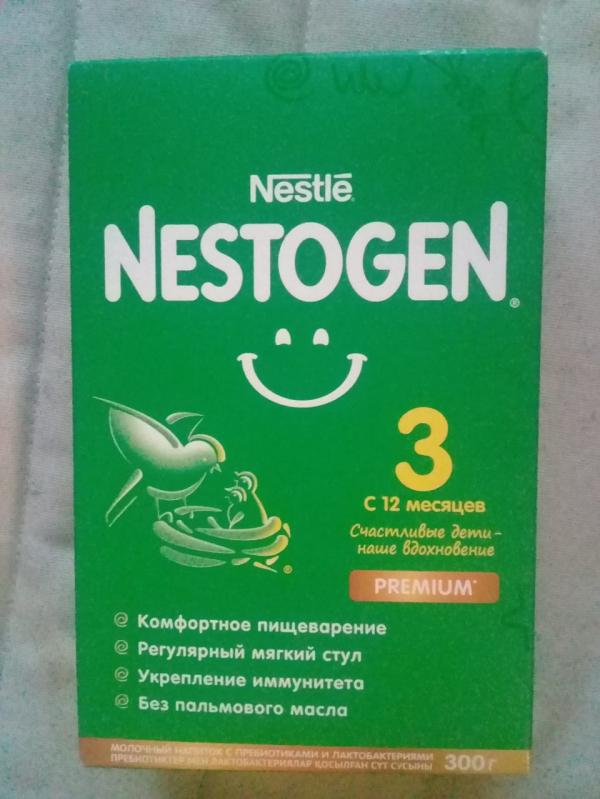 Nestlé
NESTOGEN®
3
С 12 месяцев
Счастливые дети -
наше вдохновение
PREMIUM*
Комфортное пищеварение
Регулярный мягкий стул
Укрепление иммунитета
Без пальмового масла
МОЛОЧНЫЙ НАПИТОК С ПРЕБИОТИКАМИ И ЛАКТОБАКТЕРИЯМИ
ПРЕБИОТИКТЕР МЕН ЛАКТОБАКТЕРИЯЛАР ҚОСЫЛҒАН СҮТ СУСЫНЫ
300 г